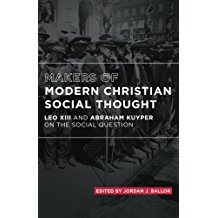 MAKERS OF
MODERN CHRISTIAN
SOCIAL THOUGHT
LEO XIII AND ABRAHAM KUYPER
ON THE SOCIAL QUESTION
EDITED BY JORDAN J. BALLOR